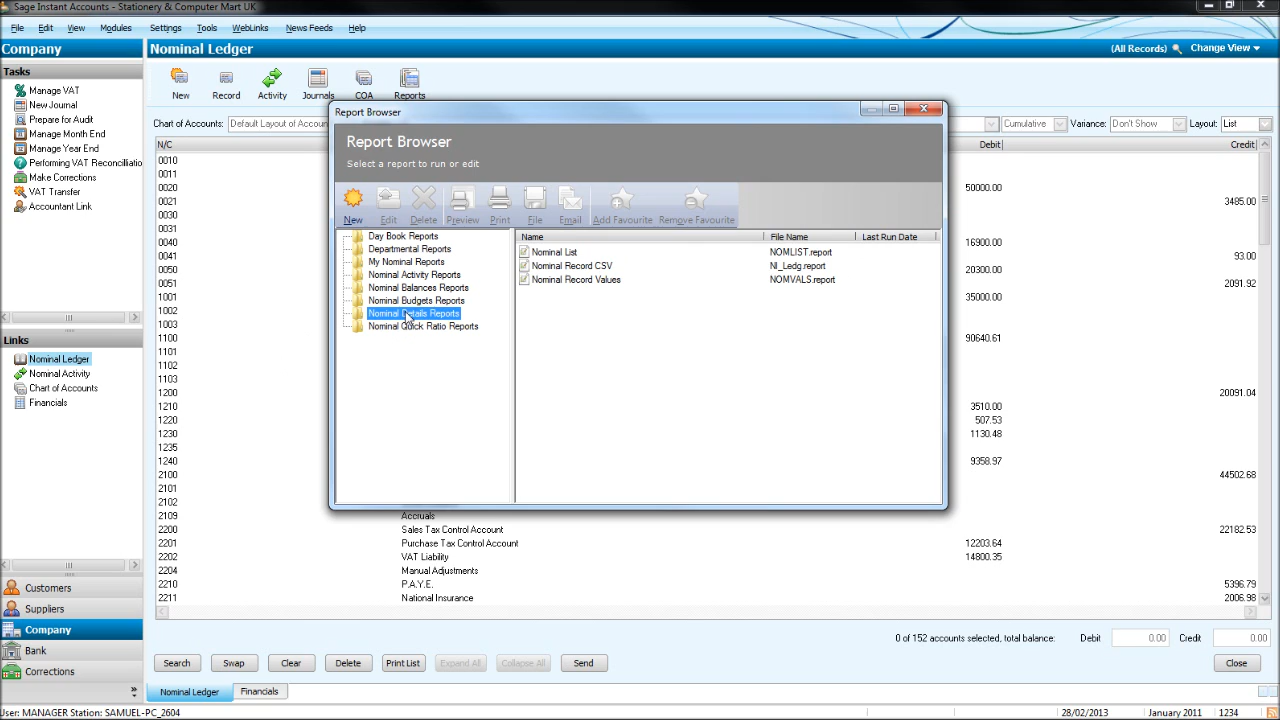 Sage Instant Accounts - Stationery & Computer Mart UK
File Edit View Modules Settings Tools WebLinks News Feeds Help
Company
Nominal Ledger
(All Records) Change View
Tasks
Manage VAT
New Journal
Prepare for Audit
Manage Month End
Manage Year End
Performing VAT Reconciliatio
Make Corrections
VAT Transfer
Accountant Link
Links
Nominal Ledger
Nominal Activity
Chart of Accounts
Financials
Customers
Suppliers
Company
Bank
Corrections
New Record Activity Journals COA Reports
Default Layout of Accoun
Cumulative Variance: Don't Show Layout: List
N/C Debit Credit
0010
0011
0020 50000.00
0021 3485.00
0030
0031
0040 16900.00
0041 93.00
0050 20300.00
0051 2091.92
1001 35000.00
1002
1003
1100 90640.61
1101
1102
1103
1200 20091.04
1210 3510.00
1220 507.53
1230 1130.48
1235
1240 9358.97
2100 44502.68
2101
2102
2109 Accruals
2200 Sales Tax Control Account 22182.53
2201 Purchase Tax Control Account 12203.64
2202 VAT Liability 14800.35
2204 Manual Adjustments
2210 P.A.Y.E. 5396.79
2211 National Insurance 2006.98
Report Browser
Report Browser
Select a report to run or edit
New Edit Delete Preview Print File Email Add Favourite Remove Favourite
Day Book Reports
Departmental Reports
My Nominal Reports
Nominal Activity Reports
Nominal Balances Reports
Nominal Budgets Reports
Nominal Details Reports
Nominal Quick Ratio Reports
Name File Name Last Run Date
Nominal List NOMLIST.report
Nominal Record CSV Nl_Ledg.report
Nominal Record Values NOMVALS.report
0 of 152 accounts selected, total balance: Debit 0.00 Credit 0.00
Search Swap Clear Delete Print List Expand All Collapse All Send Close
Nominal Ledger Financials
User: MANAGER Station: SAMUEL-PC_2604 28/02/2013 January 2011 1234